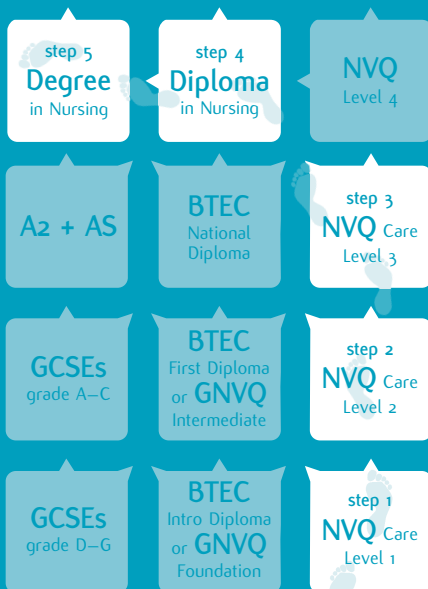 step 5
Degree
in Nursing
step 4
Diploma
in Nursing
NVQ
Level 4
A2 + AS
BTEC
National
Diploma
step 3
NVQ Care
Level 3
GCSEs
grade A–C
BTEC
First Diploma
or GNVQ
Intermediate
step 2
NVQ Care
Level 2
GCSEs
grade D–G
BTEC
Intro Diploma
or GNVQ
Foundation
step 1
NVQ Care
Level 1